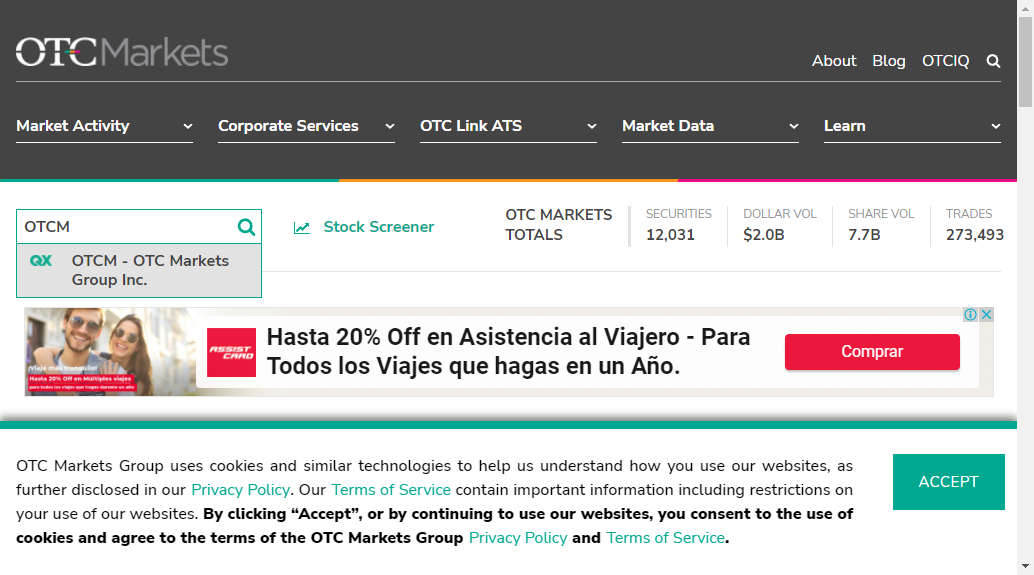 OTC Markets
About Blog OTCIQ
Market Activity Corporate Services OTC Link ATS Market Data Learn
OTCM
QX OTCM - OTC Markets
Group Inc.
Stock Screener
OTC MARKETS
TOTALS
SECURITIES
12,031
DOLLAR VOL
$2.0B
SHARE VOL
7.7B
TRADES
273,493
¡Viajá más tranquilo!
Hasta 20% Off en Múltiples viajes
para todos los viajes que hagas durante un año
ASSIST
CARD
Hasta 20% Off en Asistencia al Viajero - Para
Todos los Viajes que hagas en un Año.
Comprar
OTC Markets Group uses cookies and similar technologies to help us understand how you use our websites, as
further disclosed in our Privacy Policy. Our Terms of Service contain important information including restrictions on
your use of our websites. By clicking “Accept”, or by continuing to use our websites, you consent to the use of
cookies and agree to the terms of the OTC Markets Group Privacy Policy and Terms of Service.
ACCEPT